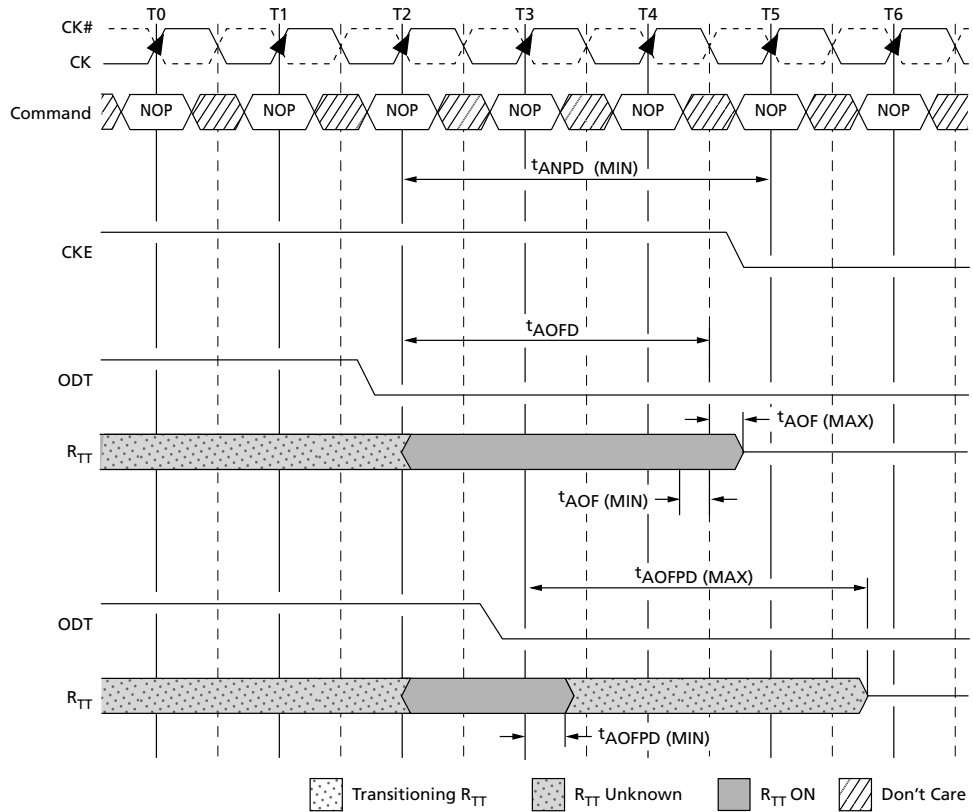 T0 T1 T2 T3 T4 T5 T6
CK#
CK
Command NOP NOP NOP NOP NOP NOP NOP
tANPD (MIN)
CKE
tAOFD
ODT
tAOF (MAX)
RTT
tAOF (MIN)
tAOFPD (MAX)
ODT
RTT
tAOFPD (MIN)
Transitioning RTT RTT Unknown RTT ON Don't Care